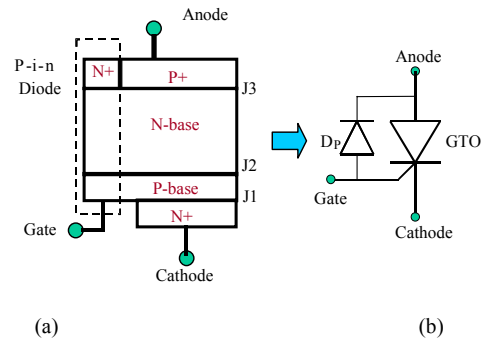 Anode
P-i-n
Diode
N+
P+
J3
N-base
J2
P-base
J1
N+
Gate
Cathode
(a)
Anode
DP
GTO
Gate
Cathode
(b)